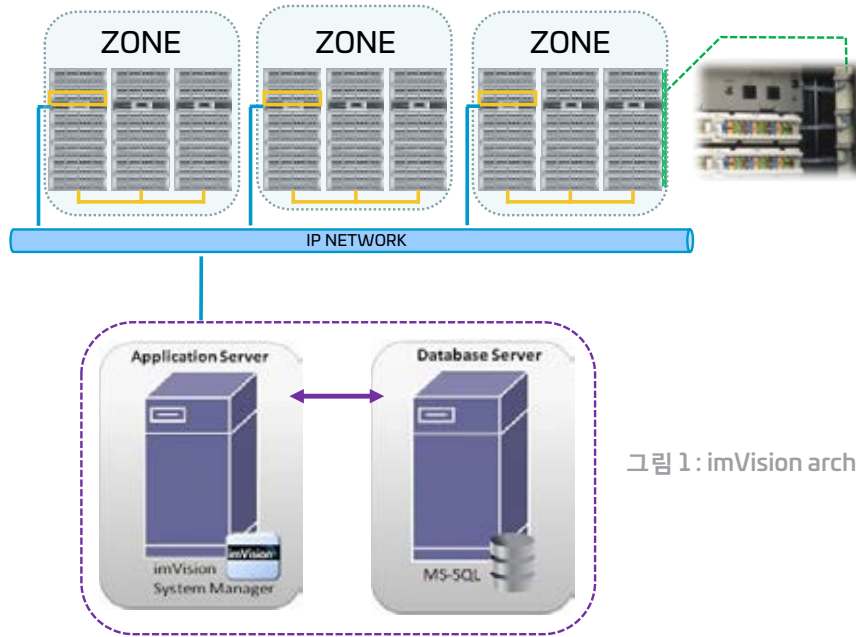 ZONE
ZONE
ZONE
IP NETWORK
Application Server
Database Server
imVision
imVision
System Manager
MS-SQL
그림 1 : imVision arch